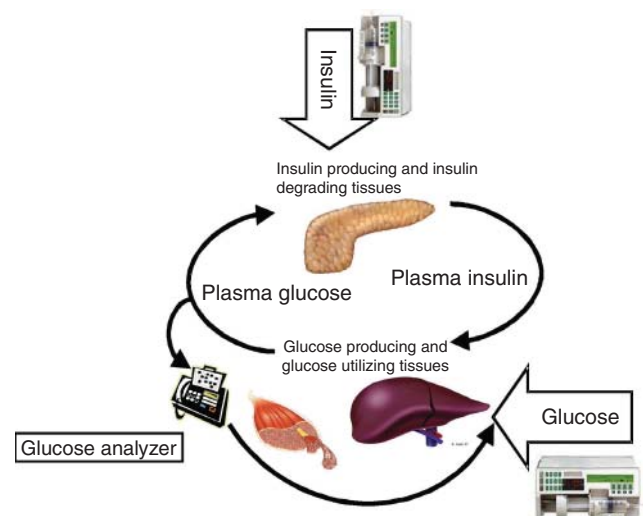 Insulin
Insulin producing and insulin
degrading tissues
Plasma glucose
Plasma insulin
Glucose producing and
glucose utilizing tissues
Glucose
Glucose analyzer